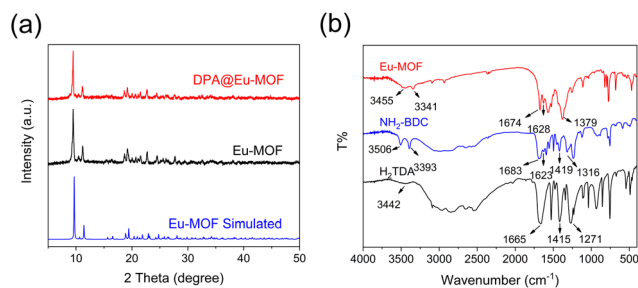 (a)
Intensity (a.u.)
DPA@Eu-MOF
Eu-MOF
Eu-MOF Simulated
10
20
30
40
50
2 Theta (degree)
(b)
T%
Eu-MOF
3455
3341
1674
1628
1379
NH₂-BDC
3506
3393
1683
1623
1419
1316
H₂TDA
3442
1665
1415
1271
4000 3500 3000 2500 2000 1500 1000 400
Wavenumber (cm⁻¹)